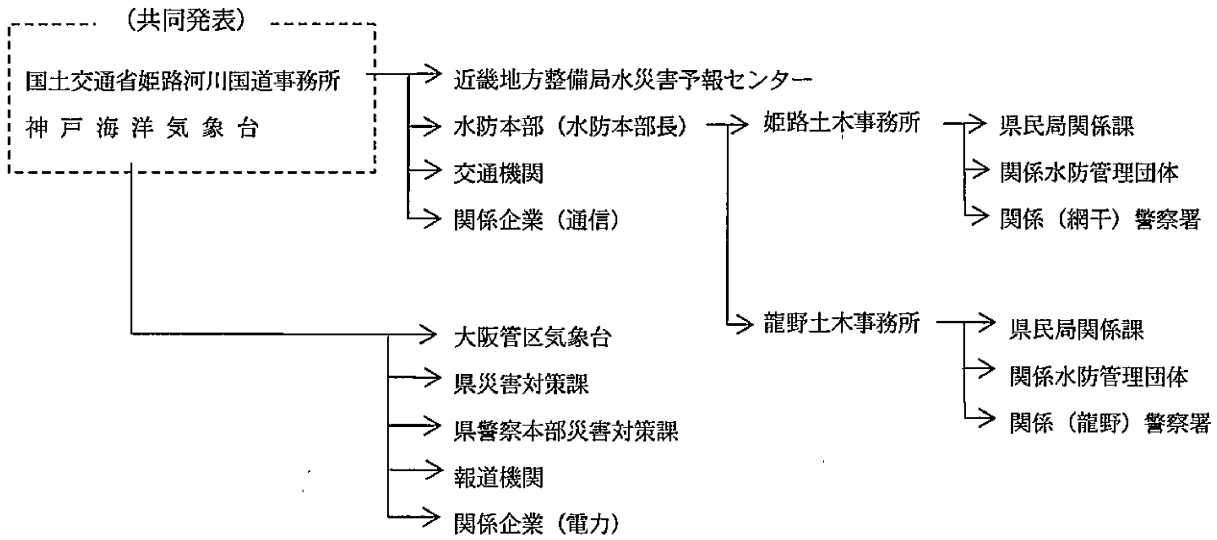 （共同発表）
国土交通省姫路河川国道事務所
神戸海洋気象台
近畿地方整備局水災害予報センター
水防本部（水防本部長）
交通機関
関係企業（通信）
姫路土木事務所
県民局関係課
関係水防管理団体
関係（網干）警察署
龍野土木事務所
県民局関係課
関係水防管理団体
関係（龍野）警察署
大阪管区気象台
県災害対策課
県警察本部災害対策課
報道機関
関係企業（電力）